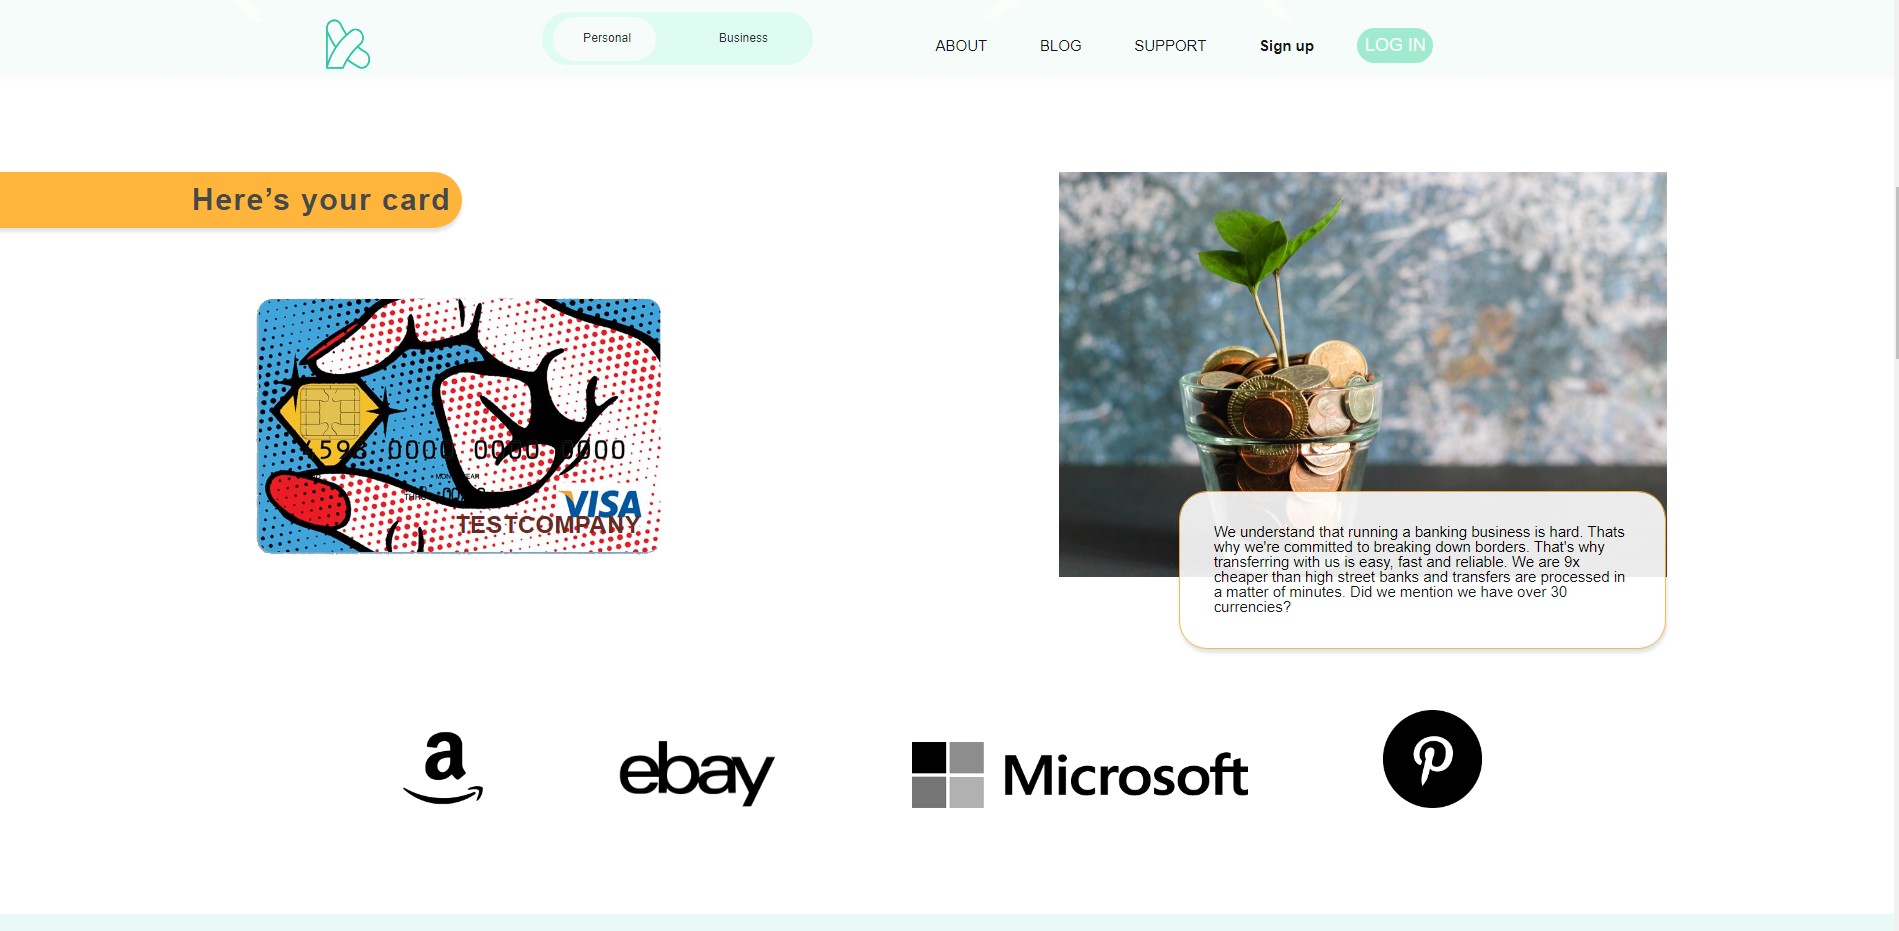 Personal
Business
ABOUT
BLOG
SUPPORT
Sign up
LOG IN
Here’s your card
4596 0000 0000 0000
VISA
TESTCOMPANY
We understand that running a banking business is hard. Thats
why we're committed to breaking down borders. That's why
transferring with us is easy, fast and reliable. We are 9x
cheaper than high street banks and transfers are processed in
a matter of minutes. Did we mention we have over 30
currencies?
a
ebay
Microsoft